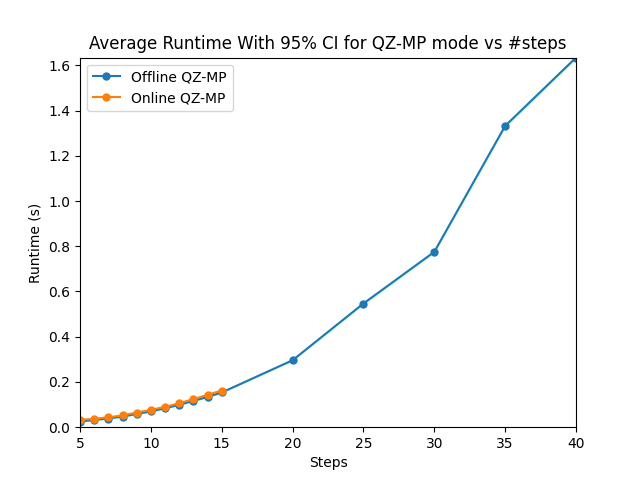 Average Runtime With 95% CI for QZ-MP mode vs #steps
Offline QZ-MP
Online QZ-MP
Runtime (s)
1.6
1.4
1.2
1.0
0.8
0.6
0.4
0.2
0.0
5 10 15 20 25 30 35 40
Steps